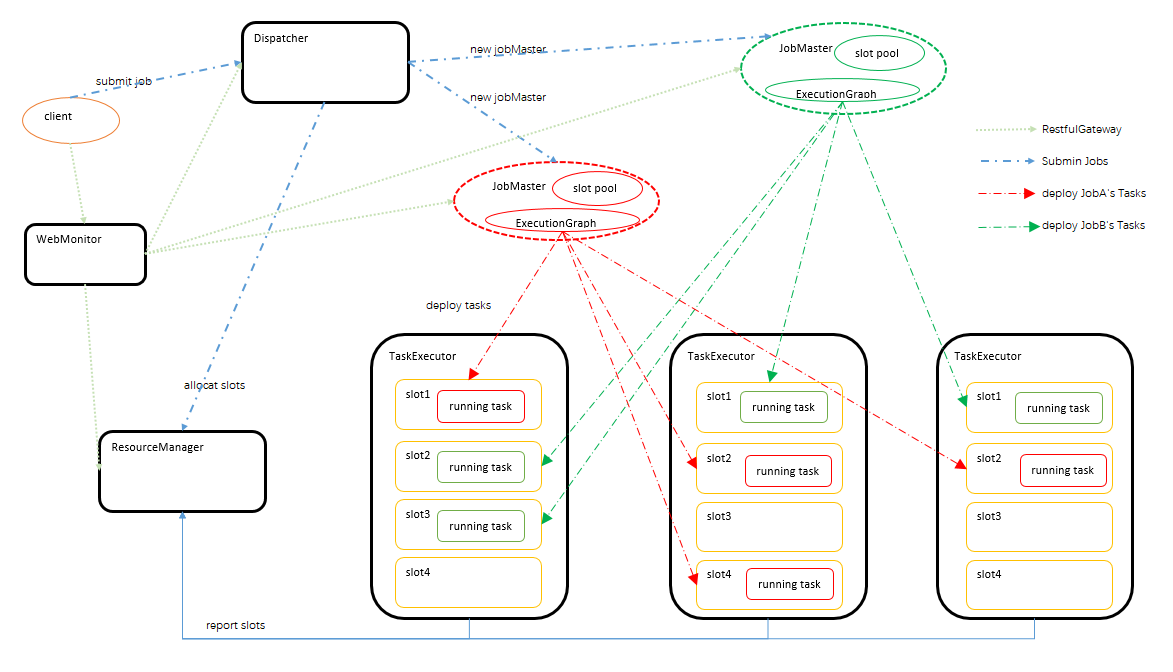 Dispatcher
new jobMaster
JobMaster
slot pool
ExecutionGraph
submit job
new jobMaster
client
RestfulGateway
Submin Jobs
JobMaster
slot pool
ExecutionGraph
deploy JobA's Tasks
deploy JobB's Tasks
WebMonitor
deploy tasks
allocat slots
ResourceManager
TaskExecutor
slot1
running task
slot2
running task
slot3
running task
slot4
TaskExecutor
slot1
running task
slot2
running task
slot3
slot4
running task
TaskExecutor
slot1
running task
slot2
running task
slot3
slot4
report slots